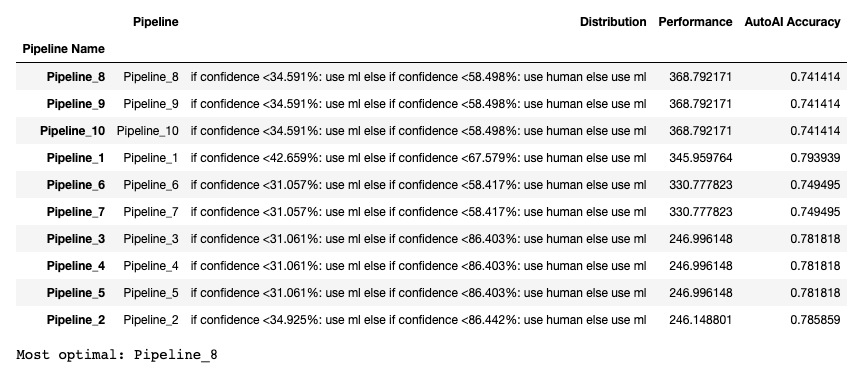 Pipeline Distribution Performance AutoAI Accuracy
Pipeline Name
Pipeline_8 Pipeline_8 if confidence <34.591%: use ml else if confidence <58.498%: use human else use ml 368.792171 0.741414
Pipeline_9 Pipeline_9 if confidence <34.591%: use ml else if confidence <58.498%: use human else use ml 368.792171 0.741414
Pipeline_10 Pipeline_10 if confidence <34.591%: use ml else if confidence <58.498%: use human else use ml 368.792171 0.741414
Pipeline_1 Pipeline_1 if confidence <42.659%: use ml else if confidence <67.579%: use human else use ml 345.959764 0.793939
Pipeline_6 Pipeline_6 if confidence <31.057%: use ml else if confidence <58.417%: use human else use ml 330.777823 0.749495
Pipeline_7 Pipeline_7 if confidence <31.057%: use ml else if confidence <58.417%: use human else use ml 330.777823 0.749495
Pipeline_3 Pipeline_3 if confidence <31.061%: use ml else if confidence <86.403%: use human else use ml 246.996148 0.781818
Pipeline_4 Pipeline_4 if confidence <31.061%: use ml else if confidence <86.403%: use human else use ml 246.996148 0.781818
Pipeline_5 Pipeline_5 if confidence <31.061%: use ml else if confidence <86.403%: use human else use ml 246.996148 0.781818
Pipeline_2 Pipeline_2 if confidence <34.925%: use ml else if confidence <86.442%: use human else use ml 246.148801 0.785859
Most optimal: Pipeline_8